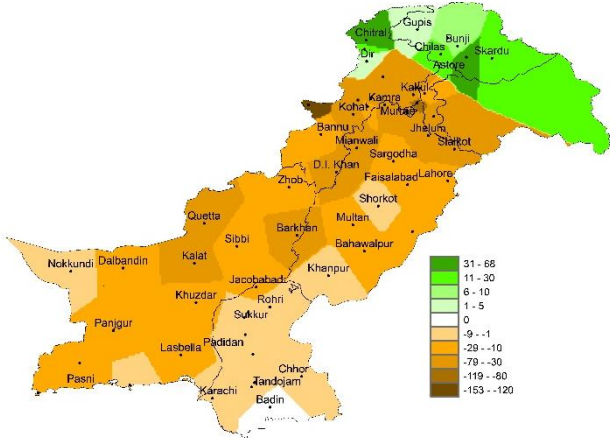 Gupis
Chitral
Bunji
Chilas
Skardu
Dir
Astore
Kakul
Kamra
Kohat
Murree
Bannu
Jhelum
Mianwali
Sialkot
D.I. Khan
Sargodha
Zhob
Faisalabad
Lahore
Shorkot
Quetta
Multan
Barkhan
Sibbi
Bahawalpur
Kalat
Nokkundi
Dalbandin
Khanpur
Jacobabad
Khuzdar
Rohri
Sukkur
Panjgur
Padidan
Lasbella
Pasni
Chhor
Tandojam
Karachi
Badin
31 - 68
11 - 30
6 - 10
1 - 5
0
-9 - -1
-29 - -10
-79 - -30
-119 - -80
-153 - -120